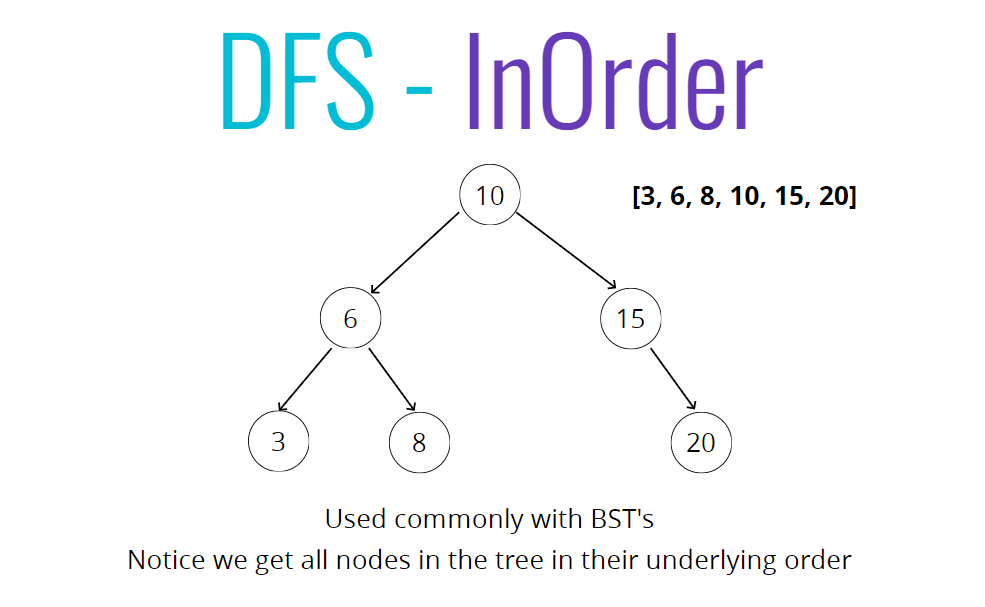 DFS - InOrder
10
[3, 6, 8, 10, 15, 20]
6
15
3
8
20
Used commonly with BST's
Notice we get all nodes in the tree in their underlying order